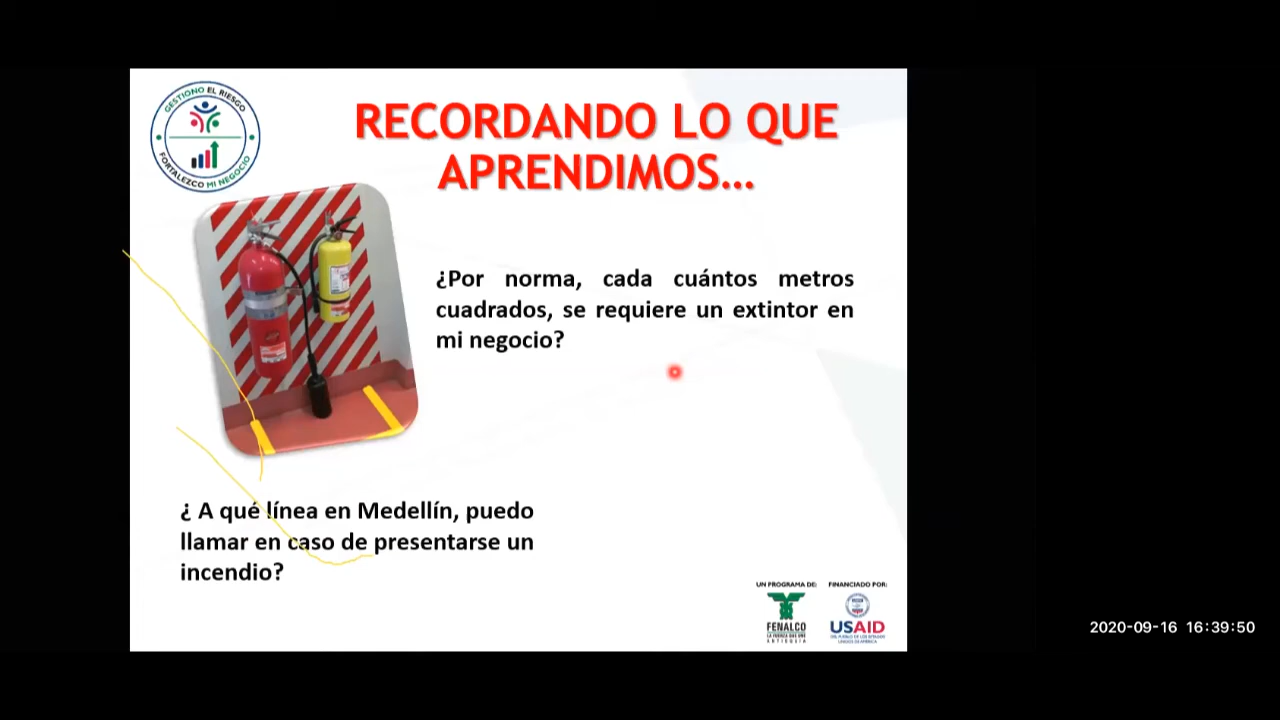 GESTIONO EL RIESGO
FORTALEZCO MI NEGOCIO
RECORDANDO LO QUE
APRENDIMOS...
¿Por norma, cada cuántos metros
cuadrados, se requiere un extintor en
mi negocio?
¿ A qué línea en Medellín, puedo
llamar en caso de presentarse un
incendio?
UN PROGRAMA DE:
FENALCO
LA FUERZA QUE UNE
ANTIOQUIA
FINANCIADO POR:
USAID
DEL PUEBLO DE LOS ESTADOS
UNIDOS DE AMÉRICA
2020-09-16 16:39:50